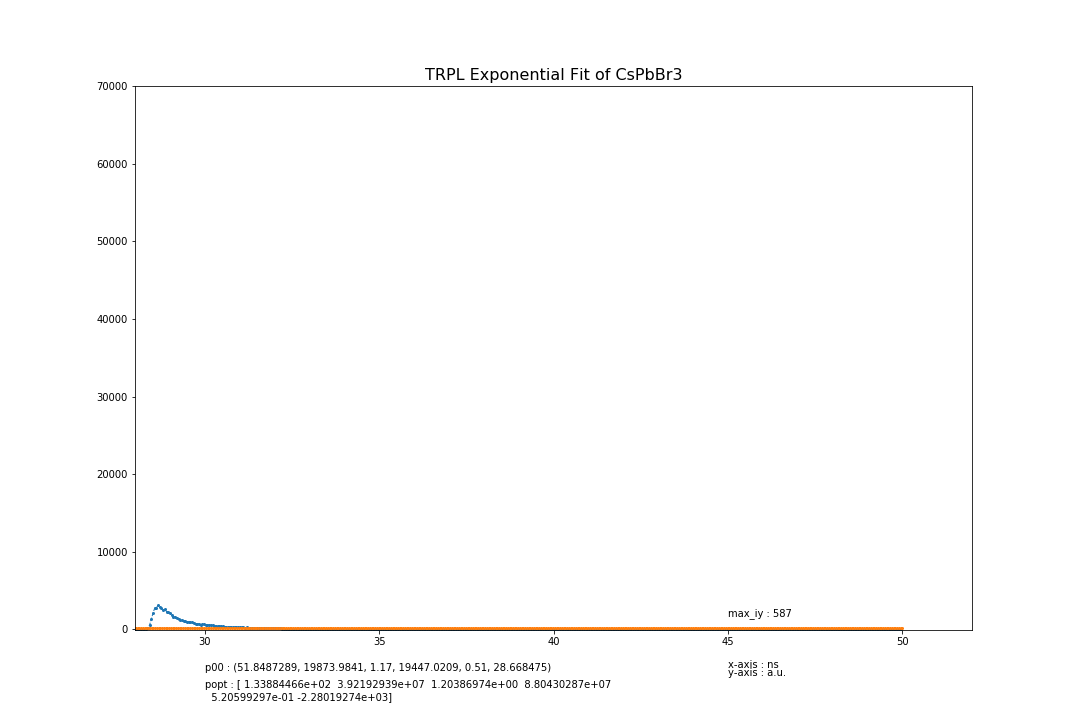 TRPL Exponential Fit of CsPbBr3
70000
60000
50000
40000
30000
20000
10000
0
max_iy : 587
30 35 40 45 50
p00 : (51.8487289, 19873.9841, 1.17, 19447.0209, 0.51, 28.668475)
x-axis : ns
y-axis : a.u.
popt : [ 1.33884466e+02 3.92192939e+07 1.20386974e+00 8.80430287e+07
5.20599297e-01 -2.28019274e+03]